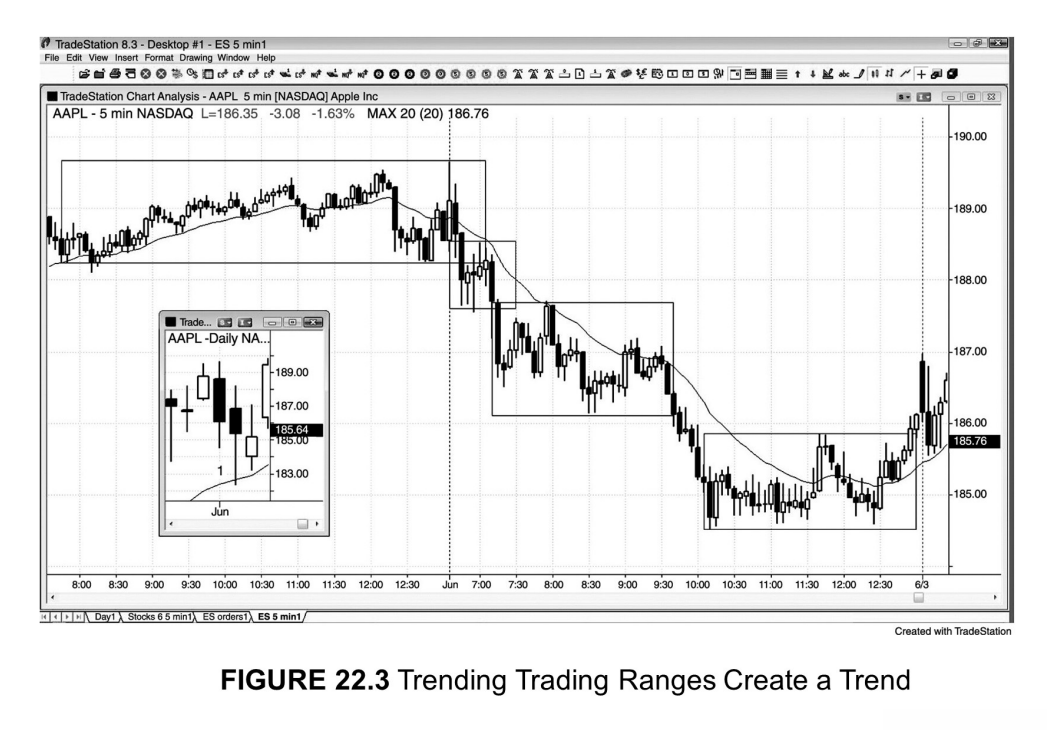 TradeStation 8.3 - Desktop #1 - ES 5 min1
File Edit View Insert Format Drawing Window Help
TradeStation Chart Analysis - AAPL 5 min [NASDAQ] Apple Inc
AAPL - 5 min NASDAQ L=186.35 -3.08 -1.63% MAX 20 (20) 186.76
190.00
189.00
188.00
187.00
186.00
185.76
185.00
Trade...
AAPL -Daily NA...
189.00
187.00
185.64
185.00
183.00
1
Jun
8:00 8:30 9:00 9:30 10:00 10:30 11:00 11:30 12:00 12:30 Jun 7:00 7:30 8:00 8:30 9:00 9:30 10:00 10:30 11:00 11:30 12:00 12:30 6/3
Day1 Stocks 6 5 min1 ES orders1 ES 5 min1
Created with TradeStation
FIGURE 22.3 Trending Trading Ranges Create a Trend